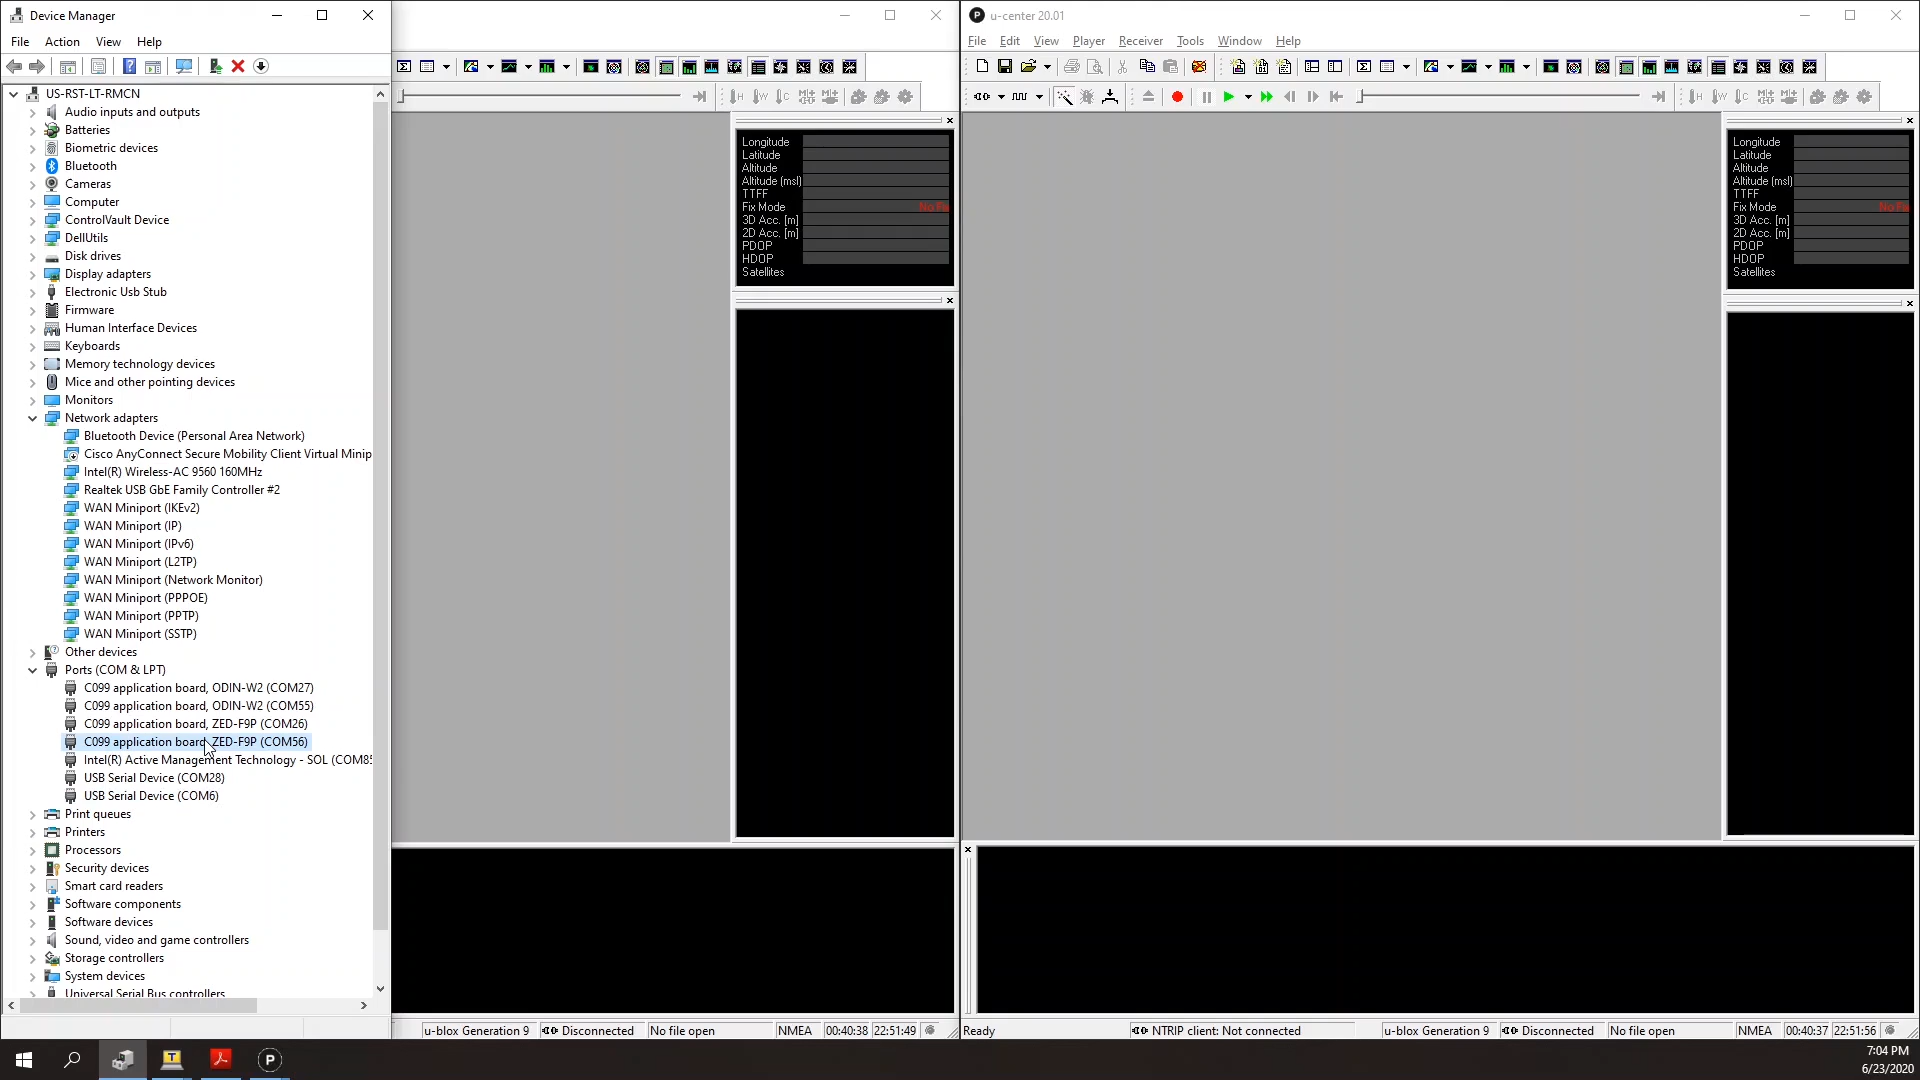 Device Manager
File Action View Help
US-RST-LT-RMCN
Audio inputs and outputs
Batteries
Biometric devices
Bluetooth
Cameras
Computer
ControlVault Device
DellUtils
Disk drives
Display adapters
Electronic Usb Stub
Firmware
Human Interface Devices
Keyboards
Memory technology devices
Mice and other pointing devices
Monitors
Network adapters
Bluetooth Device (Personal Area Network)
Cisco AnyConnect Secure Mobility Client Virtual Minip
Intel(R) Wireless-AC 9560 160MHz
Realtek USB GbE Family Controller #2
WAN Miniport (IKEv2)
WAN Miniport (IP)
WAN Miniport (IPv6)
WAN Miniport (L2TP)
WAN Miniport (Network Monitor)
WAN Miniport (PPPOE)
WAN Miniport (PPTP)
WAN Miniport (SSTP)
Other devices
Ports (COM & LPT)
C099 application board, ODIN-W2 (COM27)
C099 application board, ODIN-W2 (COM55)
C099 application board, ZED-F9P (COM26)
C099 application board, ZED-F9P (COM56)
Intel(R) Active Management Technology - SOL (COM85
USB Serial Device (COM28)
USB Serial Device (COM6)
Print queues
Printers
Processors
Security devices
Smart card readers
Software components
Software devices
Sound, video and game controllers
Storage controllers
System devices
Universal Serial Bus controllers
Longitude
Latitude
Altitude
Altitude (msl)
TTFF
Fix Mode No Fix
3D Acc. [m]
2D Acc. [m]
PDOP
HDOP
Satellites
u-blox Generation 9 Disconnected No file open NMEA 00:40:38 22:51:49
u-center 20.01
File Edit View Player Receiver Tools Window Help
Longitude
Latitude
Altitude
Altitude (msl)
TTFF
Fix Mode No Fi
3D Acc. [m]
2D Acc. [m]
PDOP
HDOP
Satellites
Ready NTRIP client: Not connected u-blox Generation 9 Disconnected No file open NMEA 00:40:37 22:51:56
7:04 PM
6/23/2020